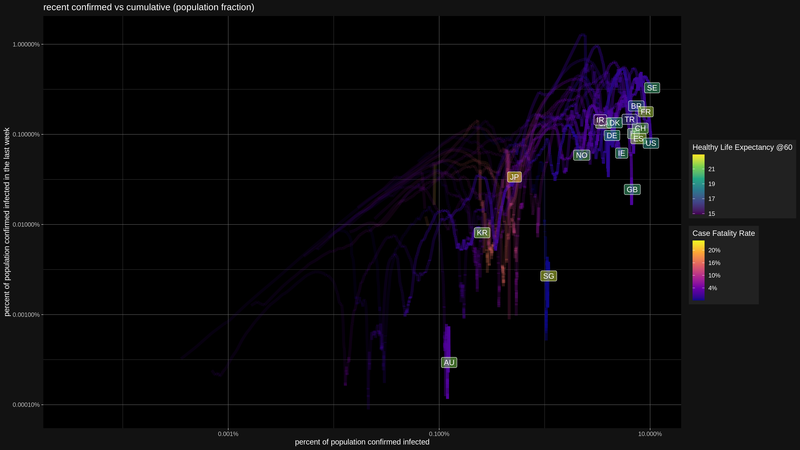 recent confirmed vs cumulative (population fraction)
percent of population confirmed infected in the last week
1.00000%
0.10000%
0.01000%
0.00100%
0.00010%
SE
BR
FR
IR
DK
TR
CH
DE
ES
US
NO
IE
GB
JP
KR
SG
AU
0.001%
0.100%
10.000%
percent of population confirmed infected
Healthy Life Expectancy @60
21
19
17
15
Case Fatality Rate
20%
16%
10%
4%